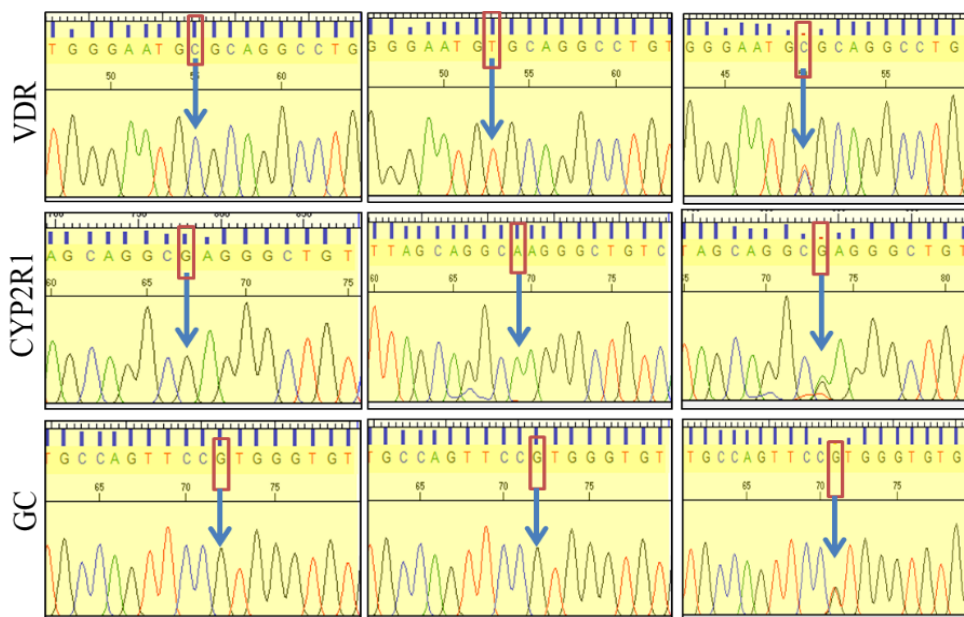 VDR
T G G G A A T G C G C A G G C C T G
50 55 60
G G G A A T G T G C A G G C C T G T
50 55 60
G G G A A T G C G C A G G C C T G
45 55
CYP2R1
A G C A G G C G A G G G C T G T
60 65 70 75
T T A G C A G G C A A G G G C T G T C
60 65 70 75
T A G C A G G C G A G G G C T G T
70 75 80
GC
T G C C A G T T C C G T G G G T G T
65 70 75
T G C C A G T T C C G T G G G T G T
65 70 75
T G C C A G T T C C G T G G G T G T G
65 70 75